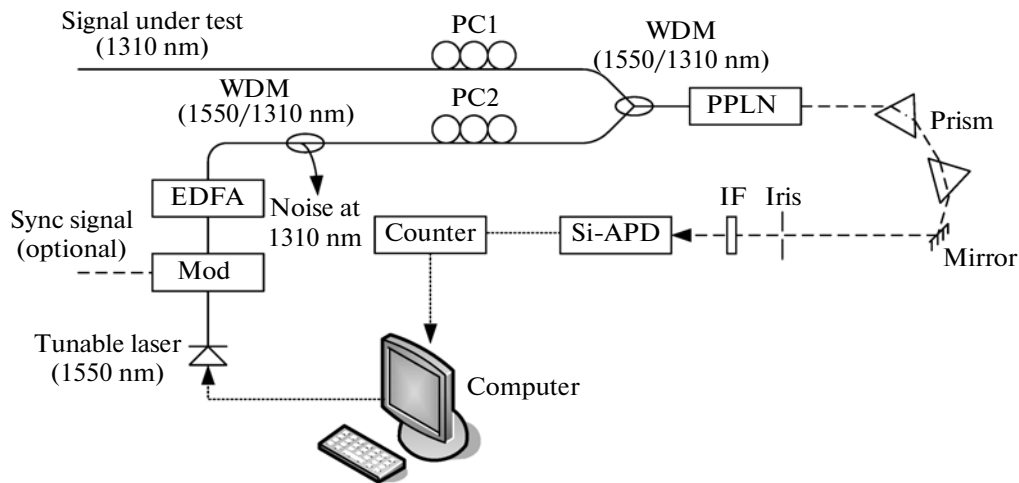 Signal under test
(1310 nm)
PC1
WDM
(1550/1310 nm)
WDM
(1550/1310 nm)
PC2
PPLN
Prism
EDFA
Noise at
1310 nm
Sync signal
(optional)
Mod
Counter
Si-APD
IF
Iris
Mirror
Tunable laser
(1550 nm)
Computer